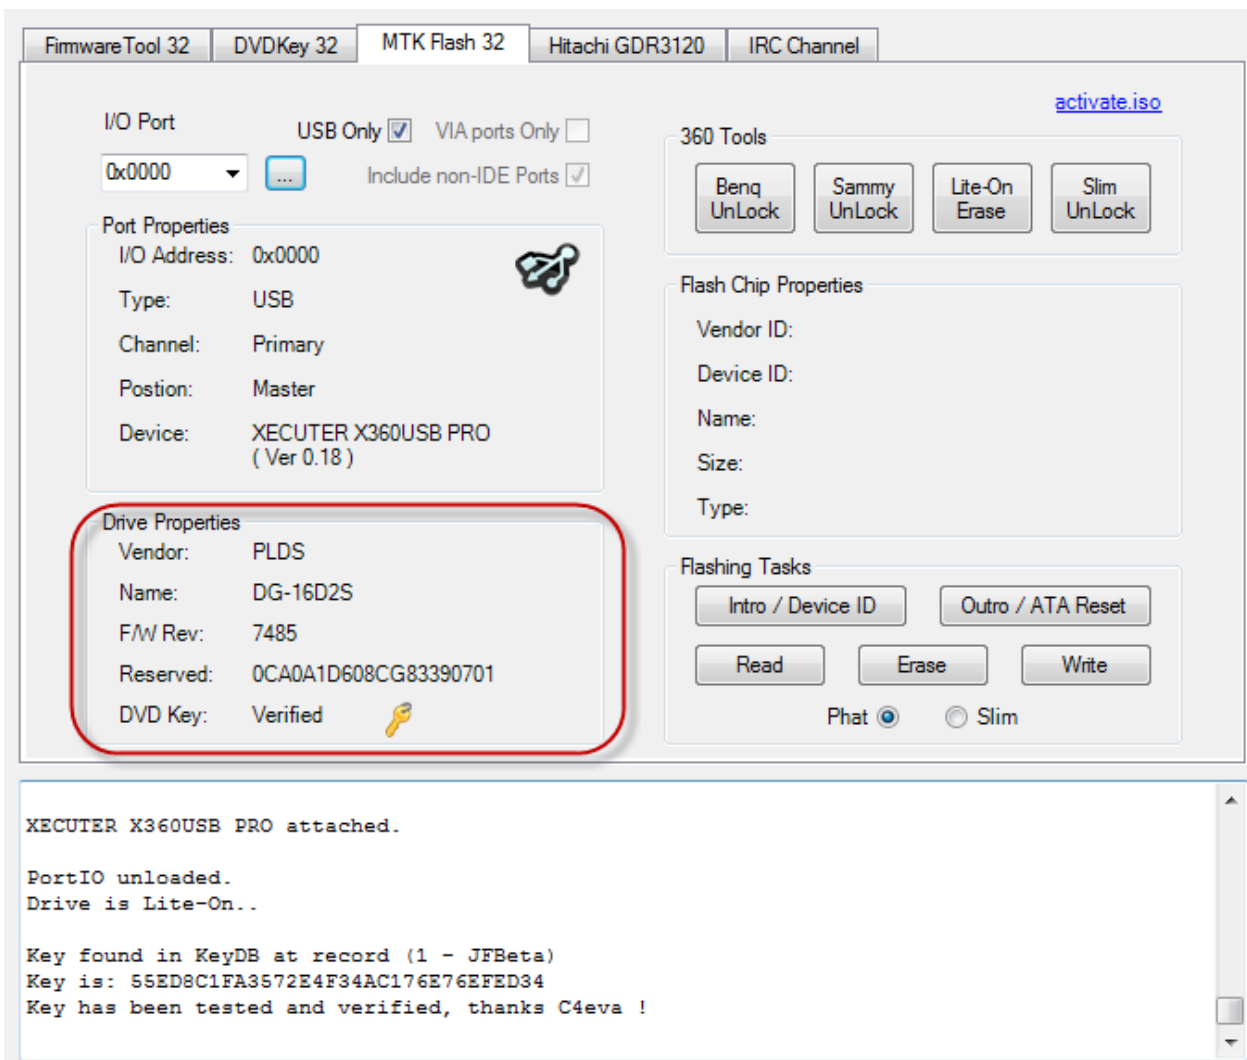 FirmwareTool 32 DVDKey 32 MTK Flash 32 Hitachi GDR3120 IRC Channel
activate.iso
I/O Port USB Only VIA ports Only
0x0000 ... Include non-IDE Ports
Port Properties
I/O Address: 0x0000
Type: USB
Channel: Primary
Postion: Master
Device: XECUTER X360USB PRO
( Ver 0.18 )
Drive Properties
Vendor: PLDS
Name: DG-16D2S
F/W Rev: 7485
Reserved: 0CA0A1D608CG83390701
DVD Key: Verified
360 Tools
Benq
UnLock
Sammy
UnLock
Lite-On
Erase
Slim
UnLock
Flash Chip Properties
Vendor ID:
Device ID:
Name:
Size:
Type:
Flashing Tasks
Intro / Device ID Outro / ATA Reset
Read Erase Write
Phat Slim
XECUTER X360USB PRO attached.
PortIO unloaded.
Drive is Lite-On..
Key found in KeyDB at record (1 - JFBeta)
Key is: 55ED8C1FA3572E4F34AC176E76EFED34
Key has been tested and verified, thanks C4eva !